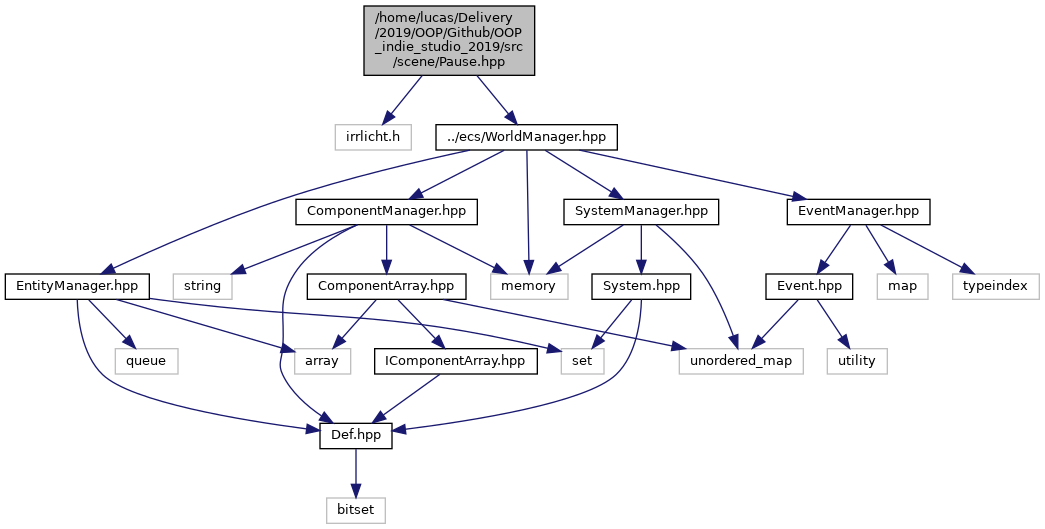 /home/lucas/Delivery
/2019/OOP/Github/OOP
_indie_studio_2019/src
/scene/Pause.hpp
irrlicht.h
../ecs/WorldManager.hpp
ComponentManager.hpp
SystemManager.hpp
EventManager.hpp
EntityManager.hpp
string
ComponentArray.hpp
memory
System.hpp
Event.hpp
map
typeindex
queue
array
IComponentArray.hpp
set
unordered_map
utility
Def.hpp
bitset